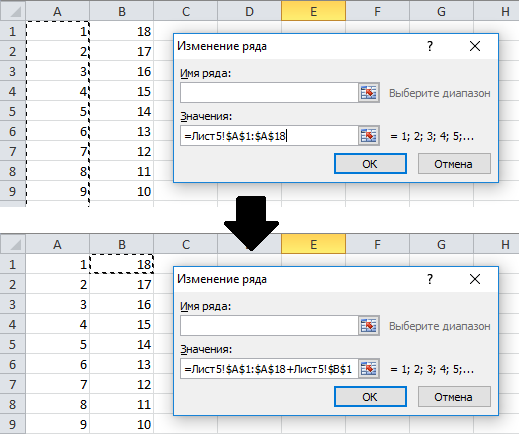 A B C D E F G H
1 1 18
2 2 17
3 3 16
4 4 15
5 5 14
6 6 13
7 7 12
8 8 11
9 9 10
Изменение ряда ?
Имя ряда:
Выберите диапазон
Значения:
=Лист5!$A$1:$A$18 = 1; 2; 3; 4; 5;...
ОК Отмена
A B C D E F G H
1 1 18
2 2 17
3 3 16
4 4 15
5 5 14
6 6 13
7 7 12
8 8 11
9 9 10
Изменение ряда ?
Имя ряда:
Выберите диапазон
Значения:
=Лист5!$A$1:$A$18+Лист5!$B$1 = 1; 2; 3; 4; 5;...
ОК Отмена